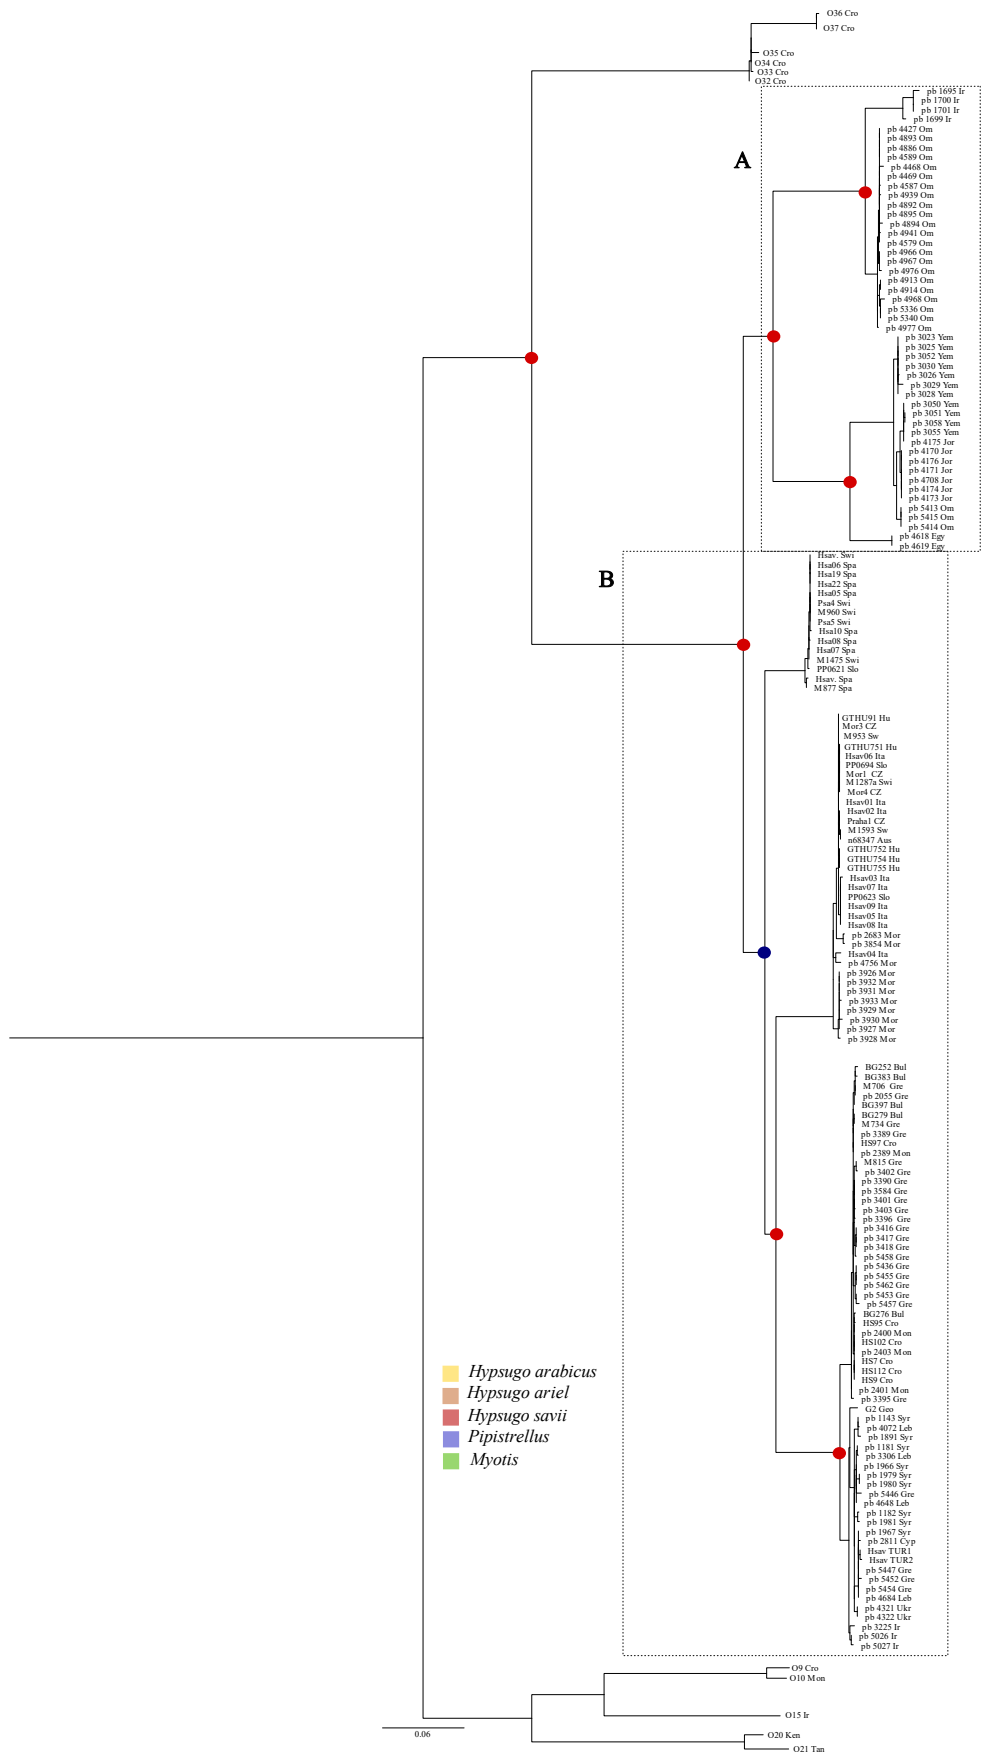 O36 Cro
O37 Cro
O35 Cro
O34 Cro
O33 Cro
O32 Cro
pb 1695 Ir
pb 1700 Ir
pb 1701 Ir
pb 1699 Ir
pb 4427 Om
pb 4893 Om
pb 4886 Om
A
pb 4589 Om
pb 4468 Om
pb 4469 Om
pb 4587 Om
pb 4939 Om
pb 4892 Om
pb 4895 Om
pb 4894 Om
pb 4941 Om
pb 4579 Om
pb 4966 Om
pb 4967 Om
pb 4976 Om
pb 4913 Om
pb 4914 Om
pb 4968 Om
pb 5336 Om
pb 5340 Om
pb 4977 Om
pb 3023 Yem
pb 3025 Yem
pb 3052 Yem
pb 3030 Yem
pb 3026 Yem
pb 3029 Yem
pb 3028 Yem
pb 3050 Yem
pb 3051 Yem
pb 3058 Yem
pb 3055 Yem
pb 4175 Jor
pb 4170 Jor
pb 4176 Jor
pb 4171 Jor
pb 4708 Jor
pb 4174 Jor
pb 4173 Jor
pb 5413 Om
pb 5415 Om
pb 5414 Om
pb 4618 Egy
pb 4619 Egy
Hsav. Swi
Hsa06 Spa
Hsa19 Spa
B
Hsa22 Spa
Hsa05 Spa
Psa4 Swi
M960 Swi
Psa5 Swi
Hsa10 Spa
Hsa08 Spa
Hsa07 Spa
M1475 Swi
PP0621 Slo
Hsav. Spa
M877 Spa
GTHU91 Hu
Mor3 CZ
M953 Sw
GTHU751 Hu
Hsav06 Ita
PP0694 Slo
Mor1 CZ
M1287a Swi
Mor4 CZ
Hsav01 Ita
Hsav02 Ita
Praha1 CZ
M1593 Sw
n68347 Aus
GTHU752 Hu
GTHU754 Hu
GTHU755 Hu
Hsav03 Ita
Hsav07 Ita
PP0623 Slo
Hsav09 Ita
Hsav05 Ita
Hsav08 Ita
pb 2683 Mor
pb 3854 Mor
Hsav04 Ita
pb 4756 Mor
pb 3926 Mor
pb 3932 Mor
pb 3931 Mor
pb 3933 Mor
pb 3929 Mor
pb 3930 Mor
pb 3927 Mor
pb 3928 Mor
BG252 Bul
BG383 Bul
M706 Gre
pb 2055 Gre
BG397 Bul
BG279 Bul
M734 Gre
pb 3389 Gre
HS97 Cro
pb 2389 Mon
M815 Gre
pb 3402 Gre
pb 3390 Gre
pb 3584 Gre
pb 3401 Gre
pb 3403 Gre
pb 3396 Gre
pb 3416 Gre
pb 3417 Gre
pb 3418 Gre
pb 5458 Gre
pb 5436 Gre
pb 5455 Gre
pb 5462 Gre
pb 5453 Gre
pb 5457 Gre
BG276 Bul
HS95 Cro
pb 2400 Mon
HS102 Cro
pb 2403 Mon
HS7 Cro
HS112 Cro
HS9 Cro
pb 2401 Mon
pb 3395 Gre
G2 Geo
pb 1143 Syr
pb 4072 Leb
pb 1891 Syr
pb 1181 Syr
pb 3306 Leb
pb 1966 Syr
pb 1979 Syr
pb 1980 Syr
pb 5446 Gre
pb 4648 Leb
pb 1182 Syr
pb 1981 Syr
pb 1967 Syr
pb 2811 Cyp
Hsav TUR1
Hsav TUR2
pb 5447 Gre
pb 5452 Gre
pb 5454 Gre
pb 4684 Leb
pb 4321 Ukr
pb 4322 Ukr
pb 3225 Ir
pb 5026 Ir
pb 5027 Ir
Hypsugo arabicus
Hypsugo ariel
Hypsugo savii
Pipistrellus
Myotis
O9 Cro
O10 Mon
O15 Ir
O20 Ken
O21 Tan
0.06